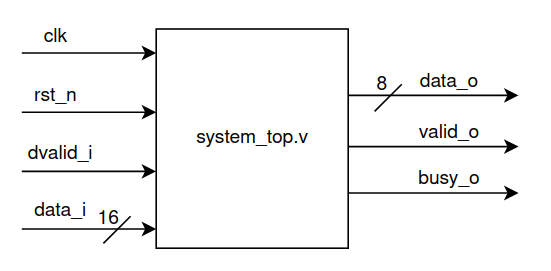 clk
rst_n
dvalid_i
data_i 16
system_top.v
8 data_o
valid_o
busy_o